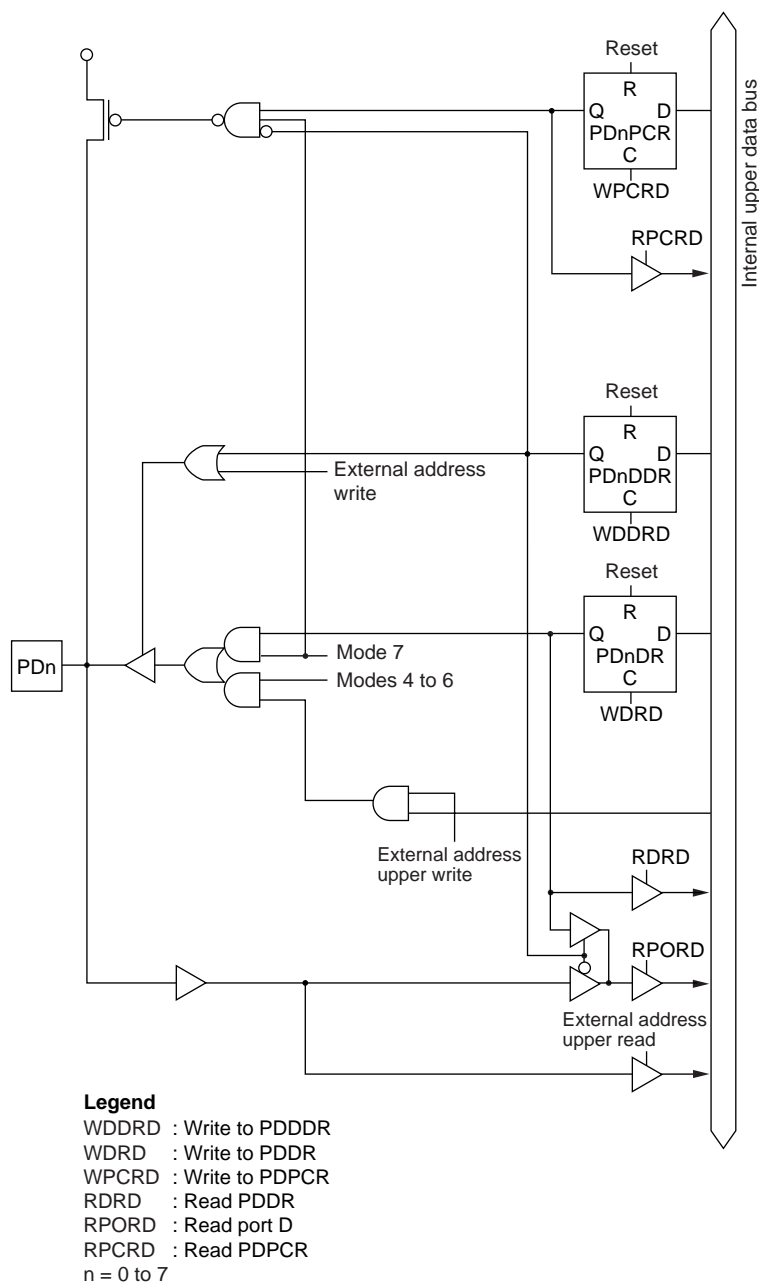 Reset
R
Q D
PDnPCR
C
WPCRD
RPCRD
Internal upper data bus
Reset
R
Q D
PDnDDR
C
WDDRD
External address
write
Reset
R
Q D
PDnDR
C
WDRD
PDn
Mode 7
Modes 4 to 6
External address
upper write
RDRD
RPORD
External address
upper read
Legend
WDDRD : Write to PDDDR
WDRD : Write to PDDR
WPCRD : Write to PDPCR
RDRD : Read PDDR
RPORD : Read port D
RPCRD : Read PDPCR
n = 0 to 7